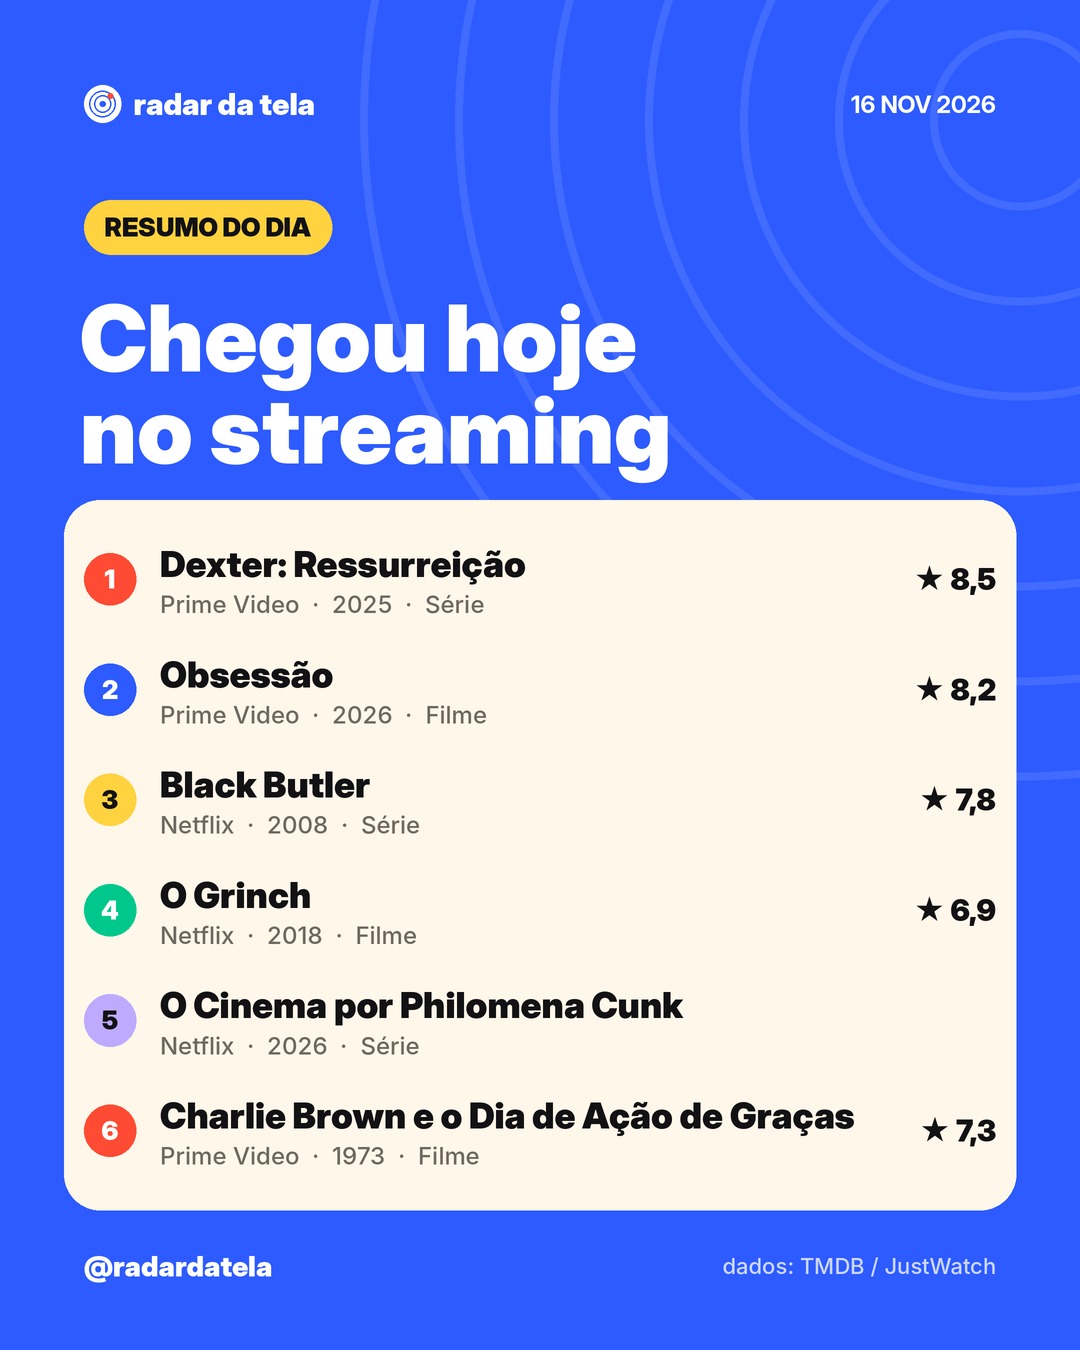 radar da tela
16 NOV 2026
RESUMO DO DIA
Chegou hoje
no streaming
1
Dexter: Ressurreição
Prime Video · 2025 · Série
★ 8,5
2
Obsessão
Prime Video · 2026 · Filme
★ 8,2
3
Black Butler
Netflix · 2008 · Série
★ 7,8
4
O Grinch
Netflix · 2018 · Filme
★ 6,9
5
O Cinema por Philomena Cunk
Netflix · 2026 · Série
6
Charlie Brown e o Dia de Ação de Graças
Prime Video · 1973 · Filme
★ 7,3
@radardatela
dados: TMDB / JustWatch